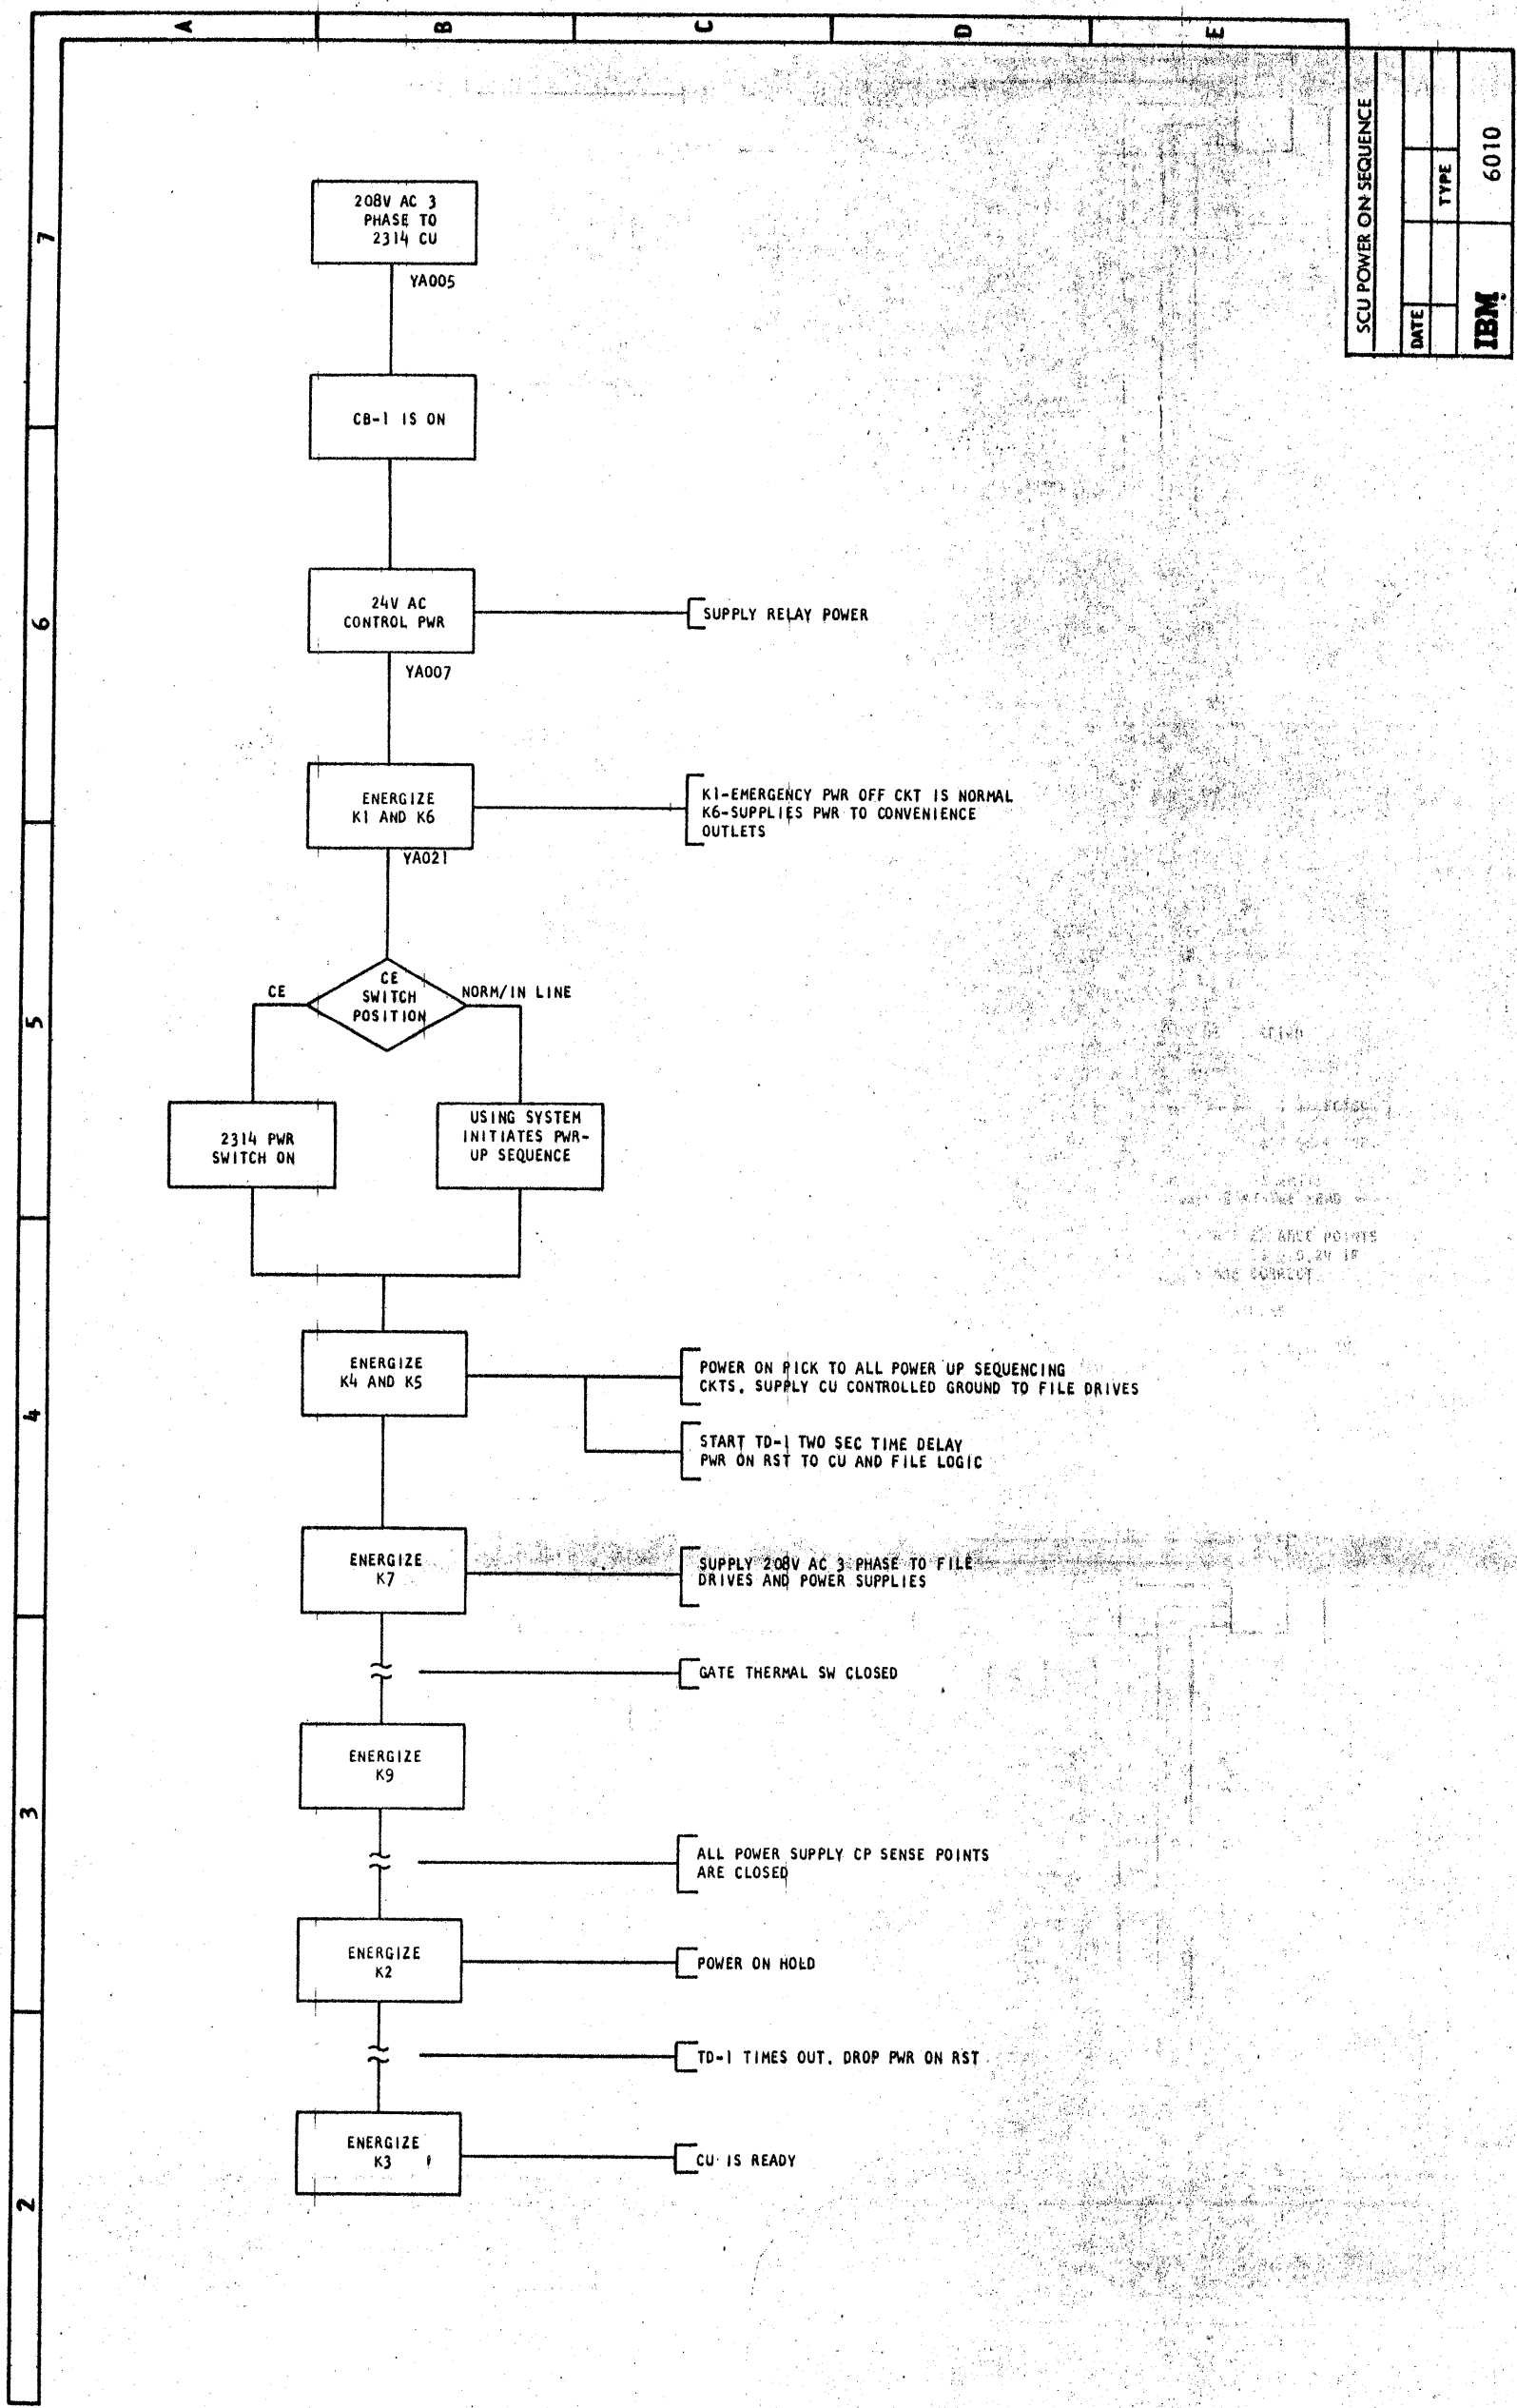 A
B
C
D
E
SCU POWER ON SEQUENCE
DATE
TYPE
IBM
6010
7
208V AC 3
PHASE TO
2314 CU
YA005
CB-1 IS ON
6
24V AC
CONTROL PWR
SUPPLY RELAY POWER
YA007
ENERGIZE
K1 AND K6
K1-EMERGENCY PWR OFF CKT IS NORMAL
K6-SUPPLIES PWR TO CONVENIENCE
OUTLETS
YA021
5
CE
CE
SWITCH
POSITION
NORM/IN LINE
2314 PWR
SWITCH ON
USING SYSTEM
INITIATES PWR-
UP SEQUENCE
4
ENERGIZE
K4 AND K5
POWER ON PICK TO ALL POWER UP SEQUENCING
CKTS. SUPPLY CU CONTROLLED GROUND TO FILE DRIVES
START TD-1 TWO SEC TIME DELAY
PWR ON RST TO CU AND FILE LOGIC
ENERGIZE
K7
SUPPLY 208V AC 3 PHASE TO FILE
DRIVES AND POWER SUPPLIES
GATE THERMAL SW CLOSED
3
ENERGIZE
K9
ALL POWER SUPPLY CP SENSE POINTS
ARE CLOSED
ENERGIZE
K2
POWER ON HOLD
TD-1 TIMES OUT. DROP PWR ON RST
2
ENERGIZE
K3
CU IS READY